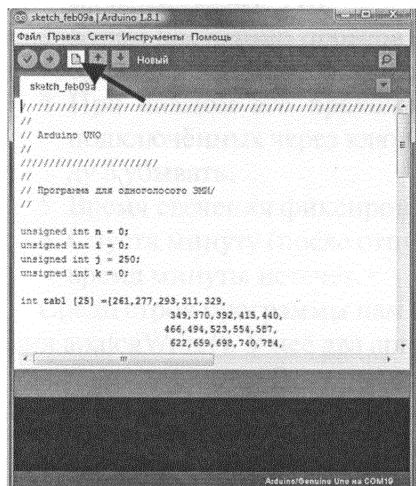 sketch_feb09a | Arduino 1.8.1
Файл Правка Скетч Инструменты Помощь
Новый
sketch_feb09a
////////////////////////////////////////////////////////
//
// Arduino UNO
//
////////////////////////
//
// Программа для одноголосого ЭМИ/
//
unsigned int n = 0;
unsigned int i = 0;
unsigned int j = 250;
unsigned int k = 0;
int tabl [25] ={261,277,293,311,329,
349,370,392,415,440,
466,494,523,554,587,
622,659,698,740,784,
Arduino/Genuino Uno на COM19